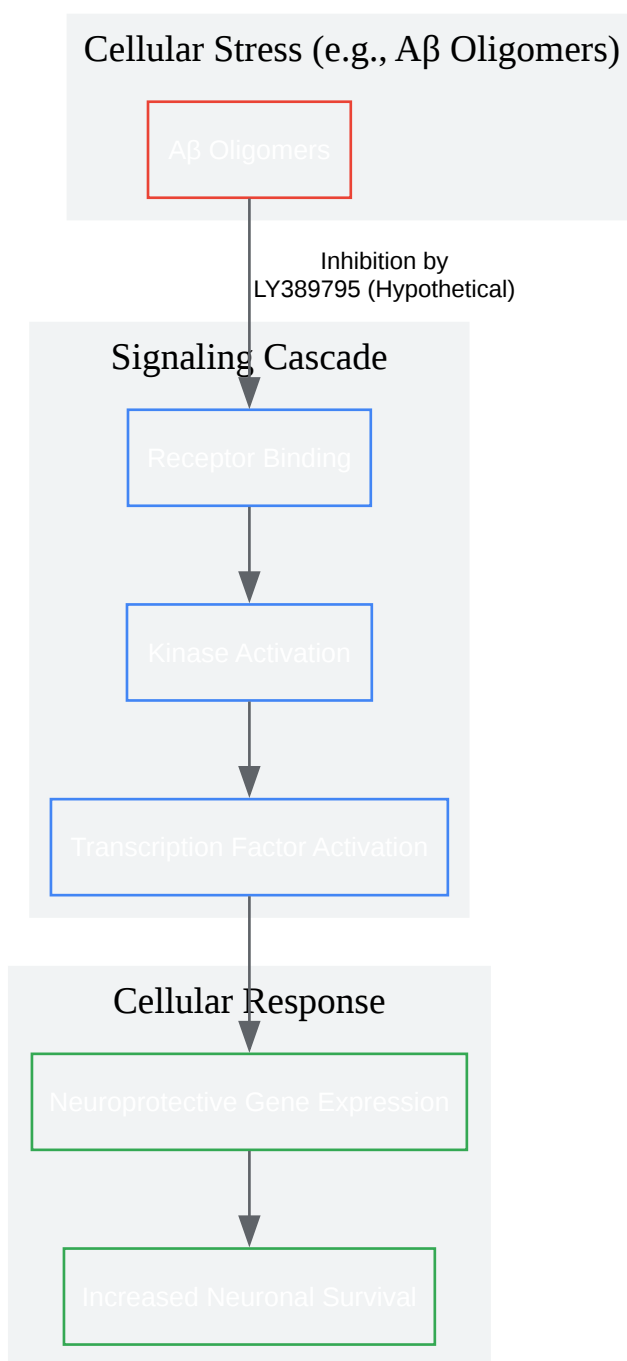 Cellular Stress (e.g., Aβ Oligomers)
Aβ Oligomers
Inhibition by
LY389795 (Hypothetical)
Signaling Cascade
Receptor Binding
Kinase Activation
Transcription Factor Activation
Cellular Response
Neuroprotective Gene Expression
Increased Neuronal Survival